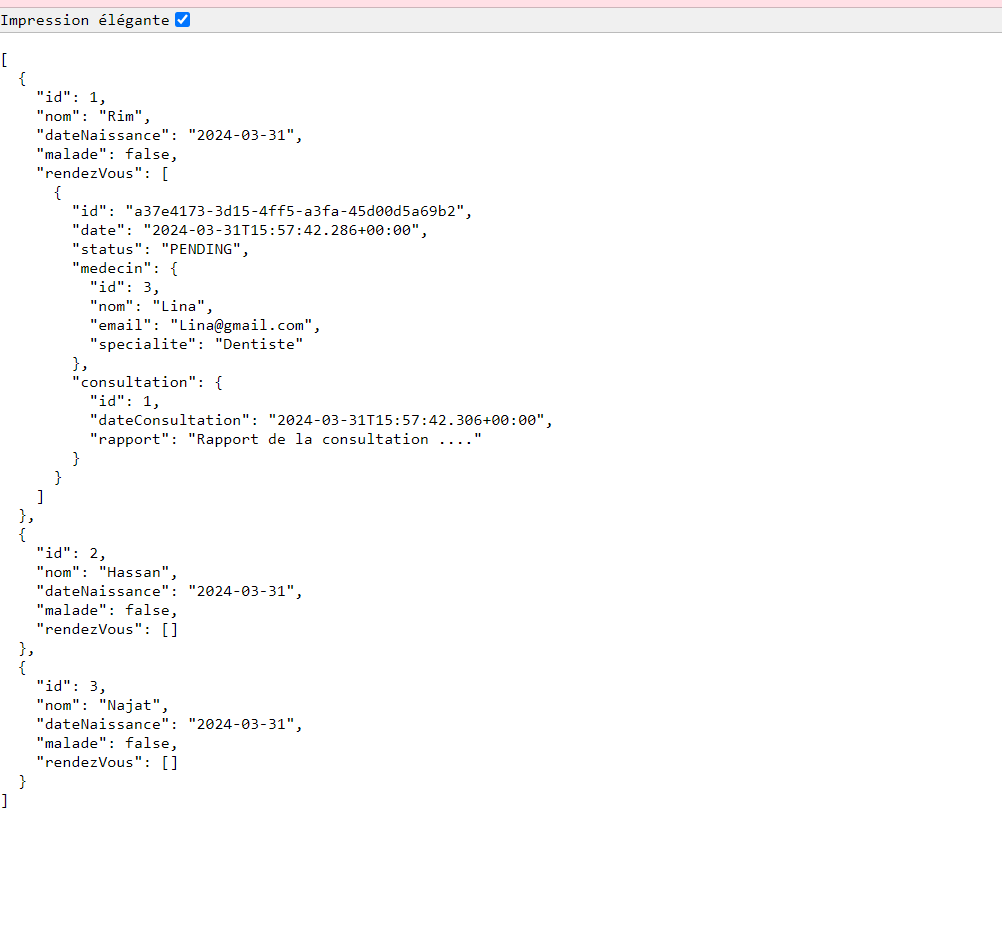 Impression élégante
[
  {
    "id": 1,
    "nom": "Rim",
    "dateNaissance": "2024-03-31",
    "malade": false,
    "rendezVous": [
      {
        "id": "a37e4173-3d15-4ff5-a3fa-45d00d5a69b2",
        "date": "2024-03-31T15:57:42.286+00:00",
        "status": "PENDING",
        "medecin": {
          "id": 3,
          "nom": "Lina",
          "email": "Lina@gmail.com",
          "specialite": "Dentiste"
        },
        "consultation": {
          "id": 1,
          "dateConsultation": "2024-03-31T15:57:42.306+00:00",
          "rapport": "Rapport de la consultation ...."
        }
      }
    ]
  },
  {
    "id": 2,
    "nom": "Hassan",
    "dateNaissance": "2024-03-31",
    "malade": false,
    "rendezVous": []
  },
  {
    "id": 3,
    "nom": "Najat",
    "dateNaissance": "2024-03-31",
    "malade": false,
    "rendezVous": []
  }
]